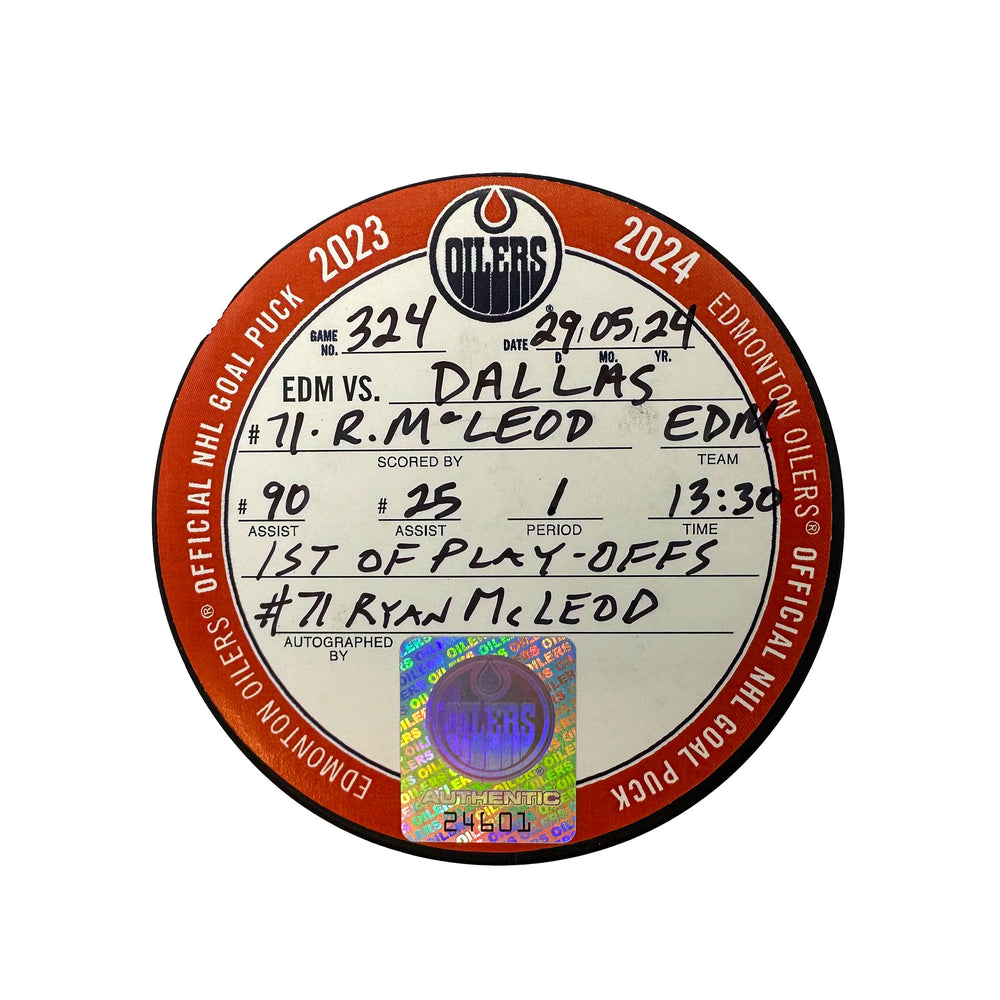 2023
2024
OILERS
EDMONTON OILERS® OFFICIAL NHL GOAL PUCK
EDMONTON OILERS® OFFICIAL NHL GOAL PUCK
GAME NO. 324 DATE 29, 05, 24
D MO. YR.
EDM VS. DALLAS
# 71. R. McLEOD EDM
SCORED BY TEAM
# 90 # 25 1 13:30
ASSIST ASSIST PERIOD TIME
1ST OF PLAY-OFFS
#71 RYAN McLEOD
AUTOGRAPHED
BY
OILERS
AUTHENTIC
24601